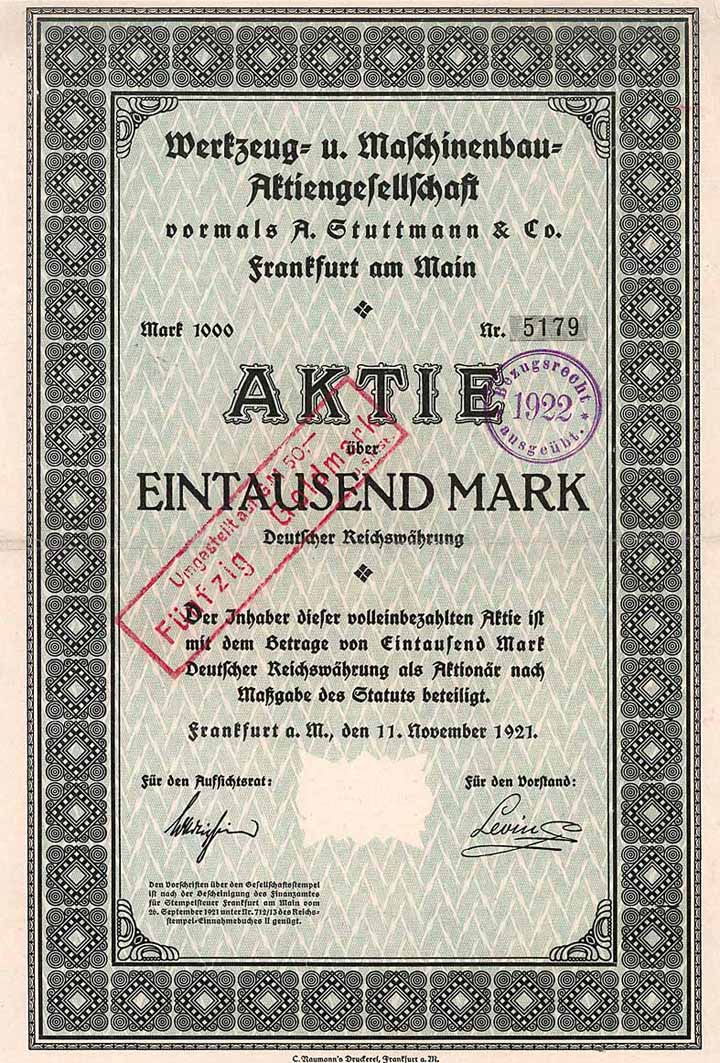 Werkzeug- u. Maschinenbau-
Aktiengesellschaft
vormals A. Stuttmann & Co.
Frankfurt am Main
Mark 1000
Nr. 5179
AKTIE
Bezugsrecht
1922
ausgeübt.
über
EINTAUSEND MARK
Deutscher Reichswährung
Umgestellt auf 50,-
Fünfzig Goldmark
Der Inhaber dieser volleinbezahlten Aktie ist
mit dem Betrage von Eintausend Mark
Deutscher Reichswährung als Aktionär nach
Maßgabe des Statuts beteiligt.
Frankfurt a. M., den 11. November 1921.
Für den Aufsichtsrat:
Für den Vorstand:
Levin
Den Vorschriften über den Gesellschaftsstempel
ist nach der Bescheinigung des Finanzamtes
für Stempelsteuer Frankfurt am Main vom
26. September 1921 unter Nr. 712/13 des Reichs-
stempel-Einnahmebuches II genügt.
C. Naumann's Druckerei, Frankfurt a. M.